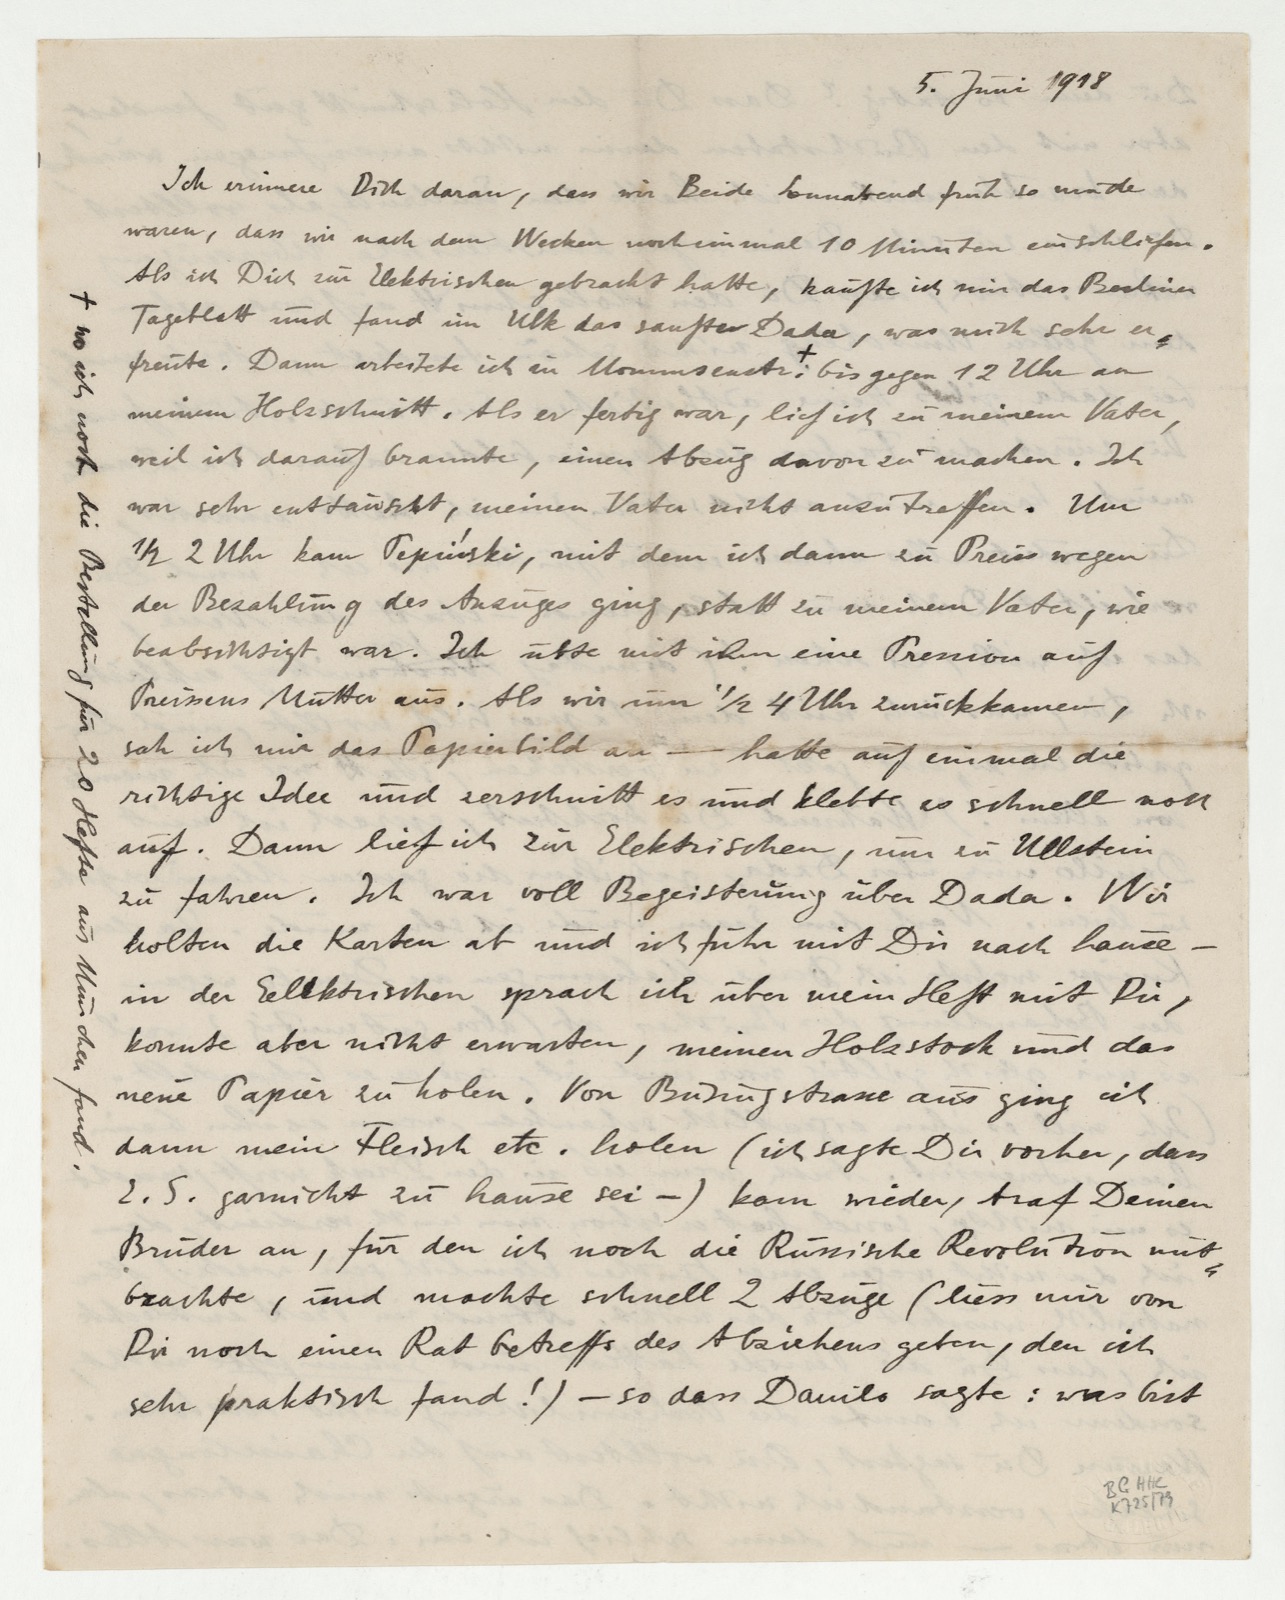 5. Juni 1918
Ich erinnere Dich daran, dass wir Beide Sonnabend früh so müde
waren, dass wir nach dem Wecken noch einmal 10 Minuten einschliefen.
Als ich Dich zur Elektrischen gebracht hatte, kaufte ich mir das Berliner
Tageblatt und fand im Ulk das sanfte Dada, was mich sehr er=
freute. Dann arbeitete ich in Mommsenstr:+ bis gegen 12 Uhr an
meinem Holzschnitt. Als er fertig war, lief ich zu meinem Vater,
weil ich darauf brannte, einen Abzug davon zu machen. Ich
war sehr enttäuscht, meinen Vater nicht anzutreffen. Um
1/2 2 Uhr kam Tepinski, mit dem ich dann zu Preiss wegen
der Bezahlung des Anzuges ging, statt zu meinem Vater, wie
beabsichtigt war. Ich übte mit ihm eine Pression auf
Preissens Mutter aus. Als wir um 1/2 4 Uhr zurückkamen,
sah ich mir das Papierbild an — hatte auf einmal die
richtige Idee und zerschnitt es und klebte es schnell noch
auf. Dann lief ich zur Elektrischen, um zu Ullstein
zu fahren. Ich war voll Begeisterung über Dada. Wir
holten die Karten ab und ich fuhr mit Dir nach hause —
in der Eelektrischen sprach ich über mein Heft mit Dir,
konnte aber nicht erwarten, meinen Holzstock und das
neue Papier zu holen. Von Büsingstrasse aus ging ich
dann mein Fleisch etc. holen (ich sagte Dir vorher, dass
L. S. garnicht zu hause sei —) kam wieder, traf Deinen
Bruder an, für den ich noch die Russische Revolution mit=
brachte, und machte schnell 2 Abzüge (liess mir von
Dir noch einen Rat betreffs des Abziehens geben, den ich
sehr praktisch fand!) — so dass Danilo sagte: was bist
+ wo ich noch die Bestellung für 20 Hefte aus München fand.
BG HHC
K725/79